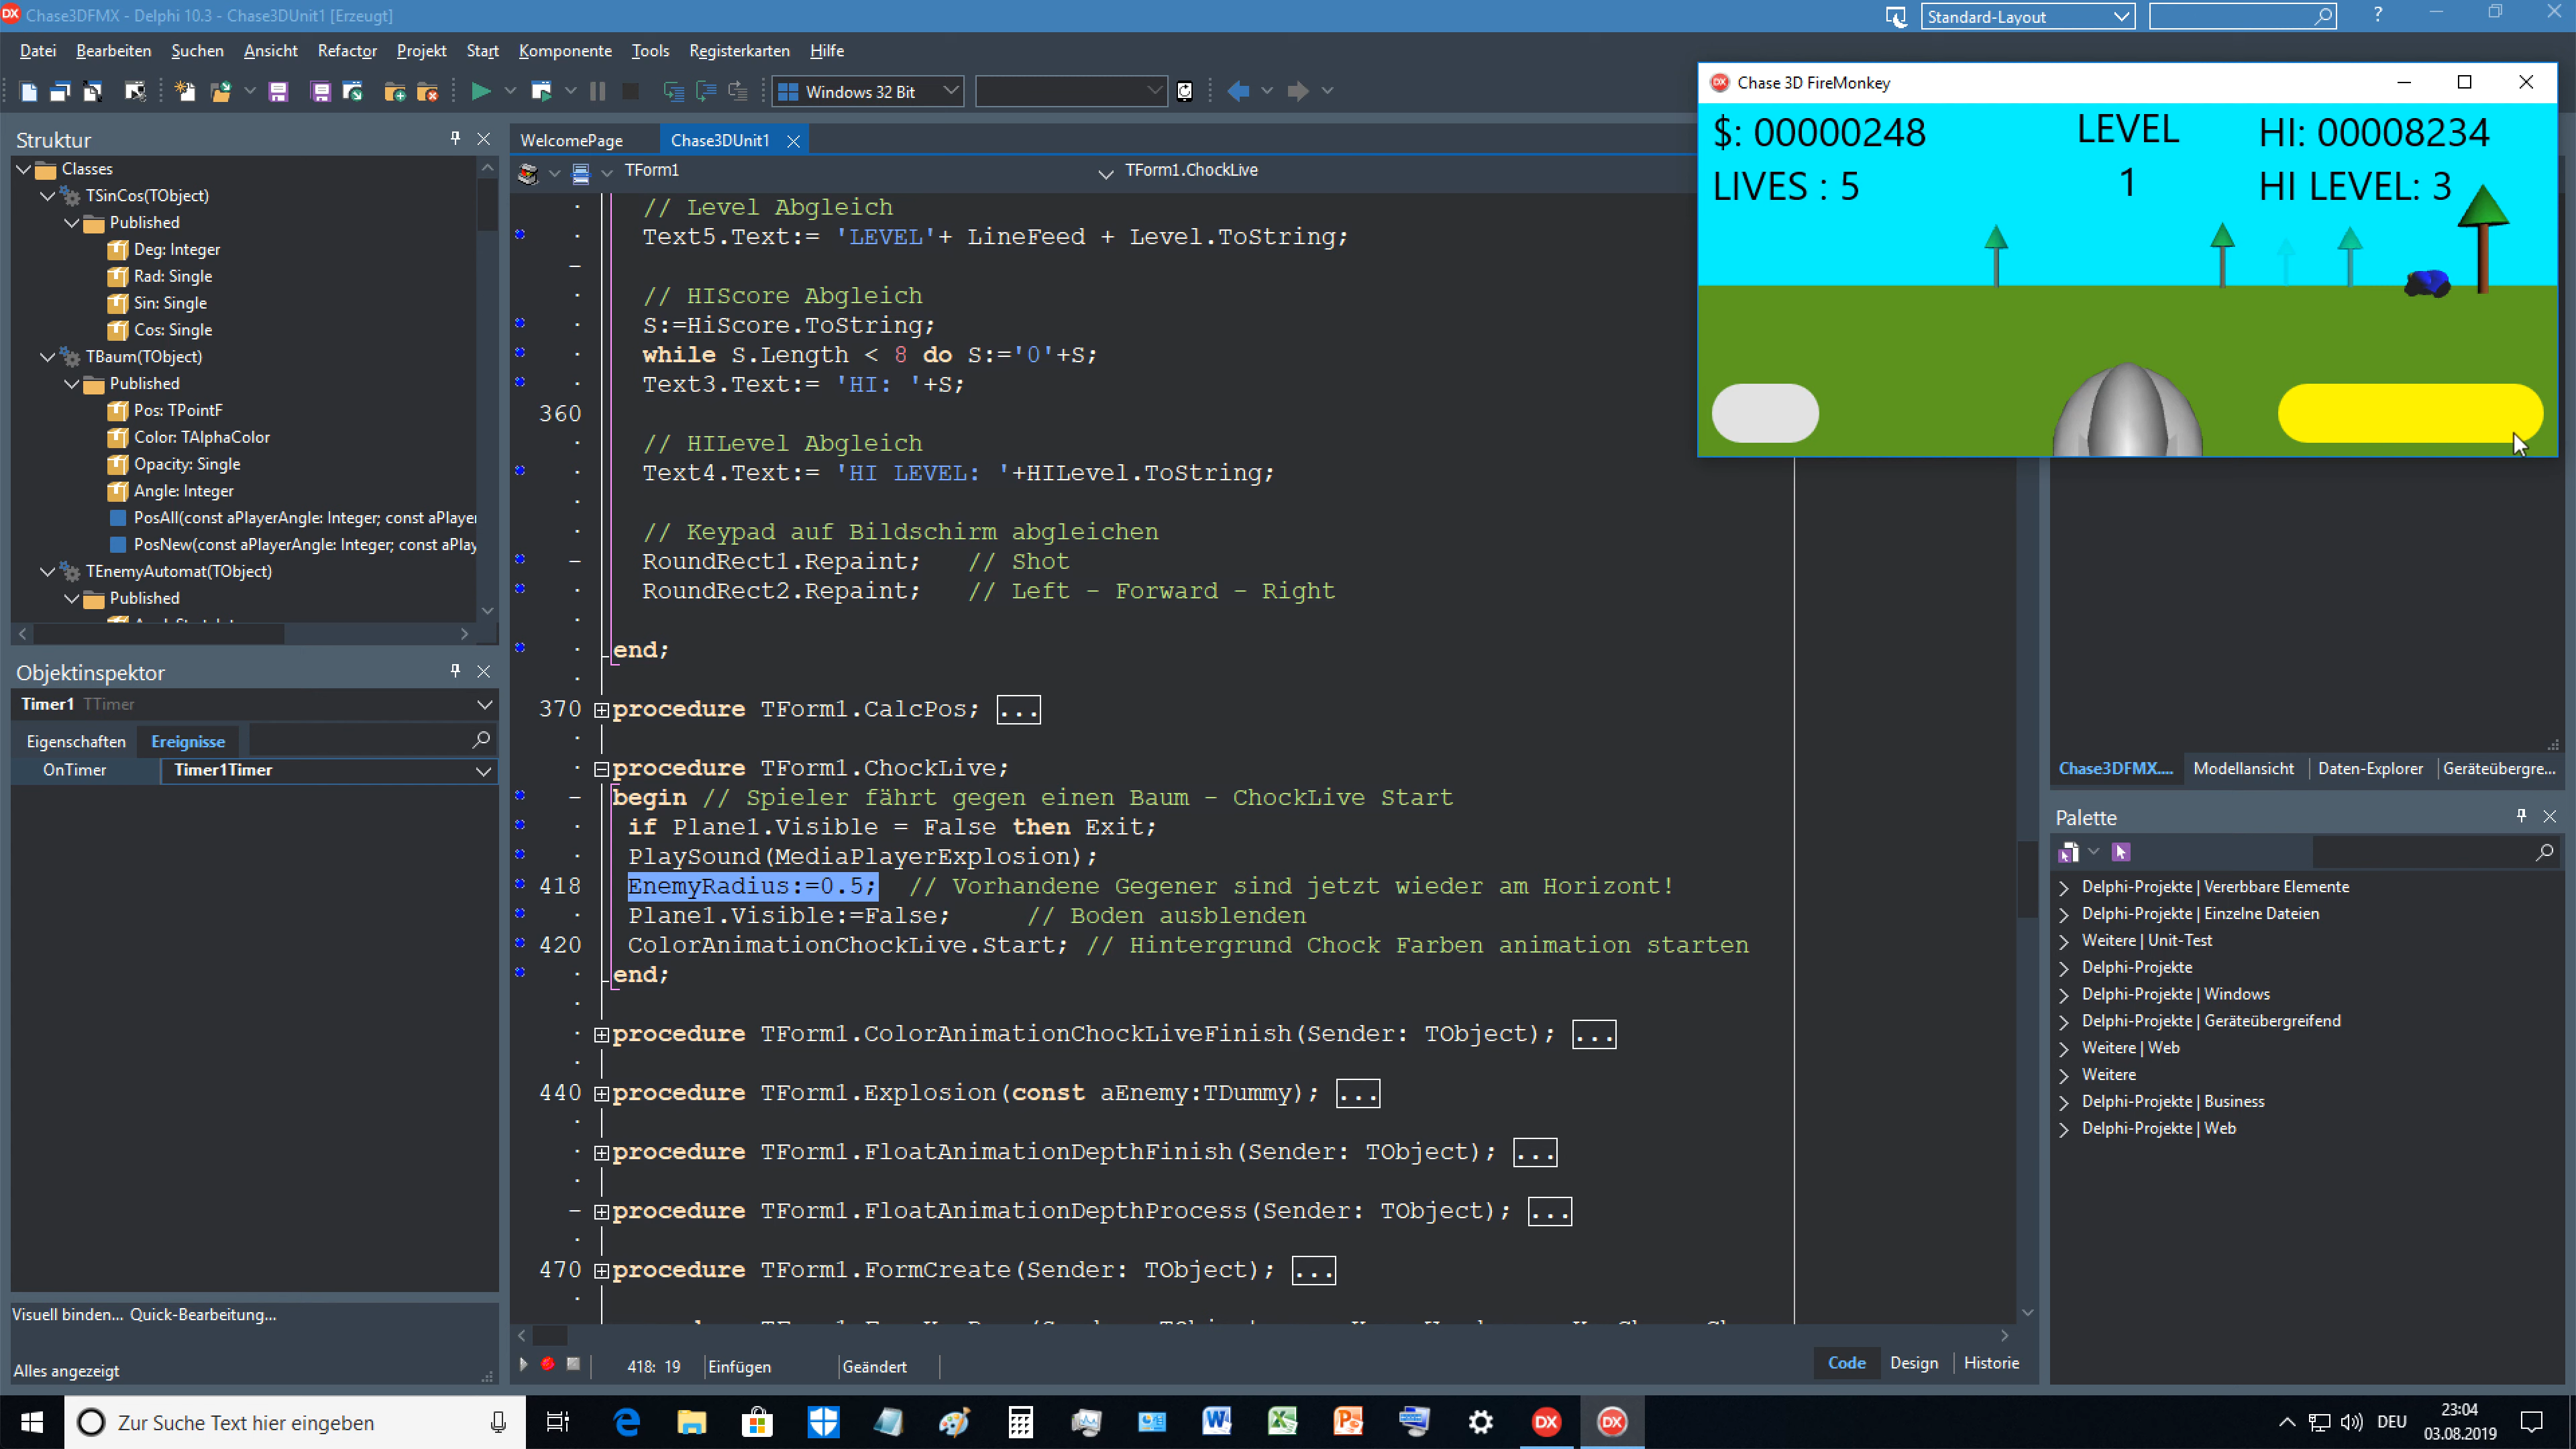 Chase3DFMX - Delphi 10.3 - Chase3DUnit1 [Erzeugt]
Standard-Layout
?
Datei Bearbeiten Suchen Ansicht Refactor Projekt Start Komponente Tools Registerkarten Hilfe
Windows 32 Bit
Chase 3D FireMonkey
$: 00000248
LEVEL
HI: 00008234
LIVES : 5
1
HI LEVEL: 3
Struktur
Classes
TSinCos(TObject)
Published
Deg: Integer
Rad: Single
Sin: Single
Cos: Single
TBaum(TObject)
Published
Pos: TPointF
Color: TAlphaColor
Opacity: Single
Angle: Integer
PosAll(const aPlayerAngle: Integer; const aPlayer
PosNew(const aPlayerAngle: Integer; const aPlay
TEnemyAutomat(TObject)
Published
Objektinspektor
Timer1 TTimer
Eigenschaften Ereignisse
OnTimer Timer1Timer
Visuell binden... Quick-Bearbeitung...
Alles angezeigt
WelcomePage Chase3DUnit1
TForm1 TForm1.ChockLive
// Level Abgleich
Text5.Text:= 'LEVEL'+ LineFeed + Level.ToString;
// HIScore Abgleich
S:=HiScore.ToString;
while S.Length < 8 do S:='0'+S;
Text3.Text:= 'HI: '+S;
360
// HILevel Abgleich
Text4.Text:= 'HI LEVEL: '+HILevel.ToString;
// Keypad auf Bildschirm abgleichen
RoundRect1.Repaint; // Shot
RoundRect2.Repaint; // Left - Forward - Right
end;
370 procedure TForm1.CalcPos; ...
procedure TForm1.ChockLive;
begin // Spieler fährt gegen einen Baum - ChockLive Start
if Plane1.Visible = False then Exit;
PlaySound(MediaPlayerExplosion);
418 EnemyRadius:=0.5; // Vorhandene Gegener sind jetzt wieder am Horizont!
Plane1.Visible:=False; // Boden ausblenden
420 ColorAnimationChockLive.Start; // Hintergrund Chock Farben animation starten
end;
procedure TForm1.ColorAnimationChockLiveFinish(Sender: TObject); ...
440 procedure TForm1.Explosion(const aEnemy:TDummy); ...
procedure TForm1.FloatAnimationDepthFinish(Sender: TObject); ...
procedure TForm1.FloatAnimationDepthProcess(Sender: TObject); ...
470 procedure TForm1.FormCreate(Sender: TObject); ...
418: 19 Einfügen Geändert
Code Design Historie
Chase3DFMX.... Modellansicht Daten-Explorer Geräteübergre...
Palette
Delphi-Projekte | Vererbbare Elemente
Delphi-Projekte | Einzelne Dateien
Weitere | Unit-Test
Delphi-Projekte
Delphi-Projekte | Windows
Delphi-Projekte | Geräteübergreifend
Weitere | Web
Weitere
Delphi-Projekte | Business
Delphi-Projekte | Web
Zur Suche Text hier eingeben
DEU
23:04
03.08.2019